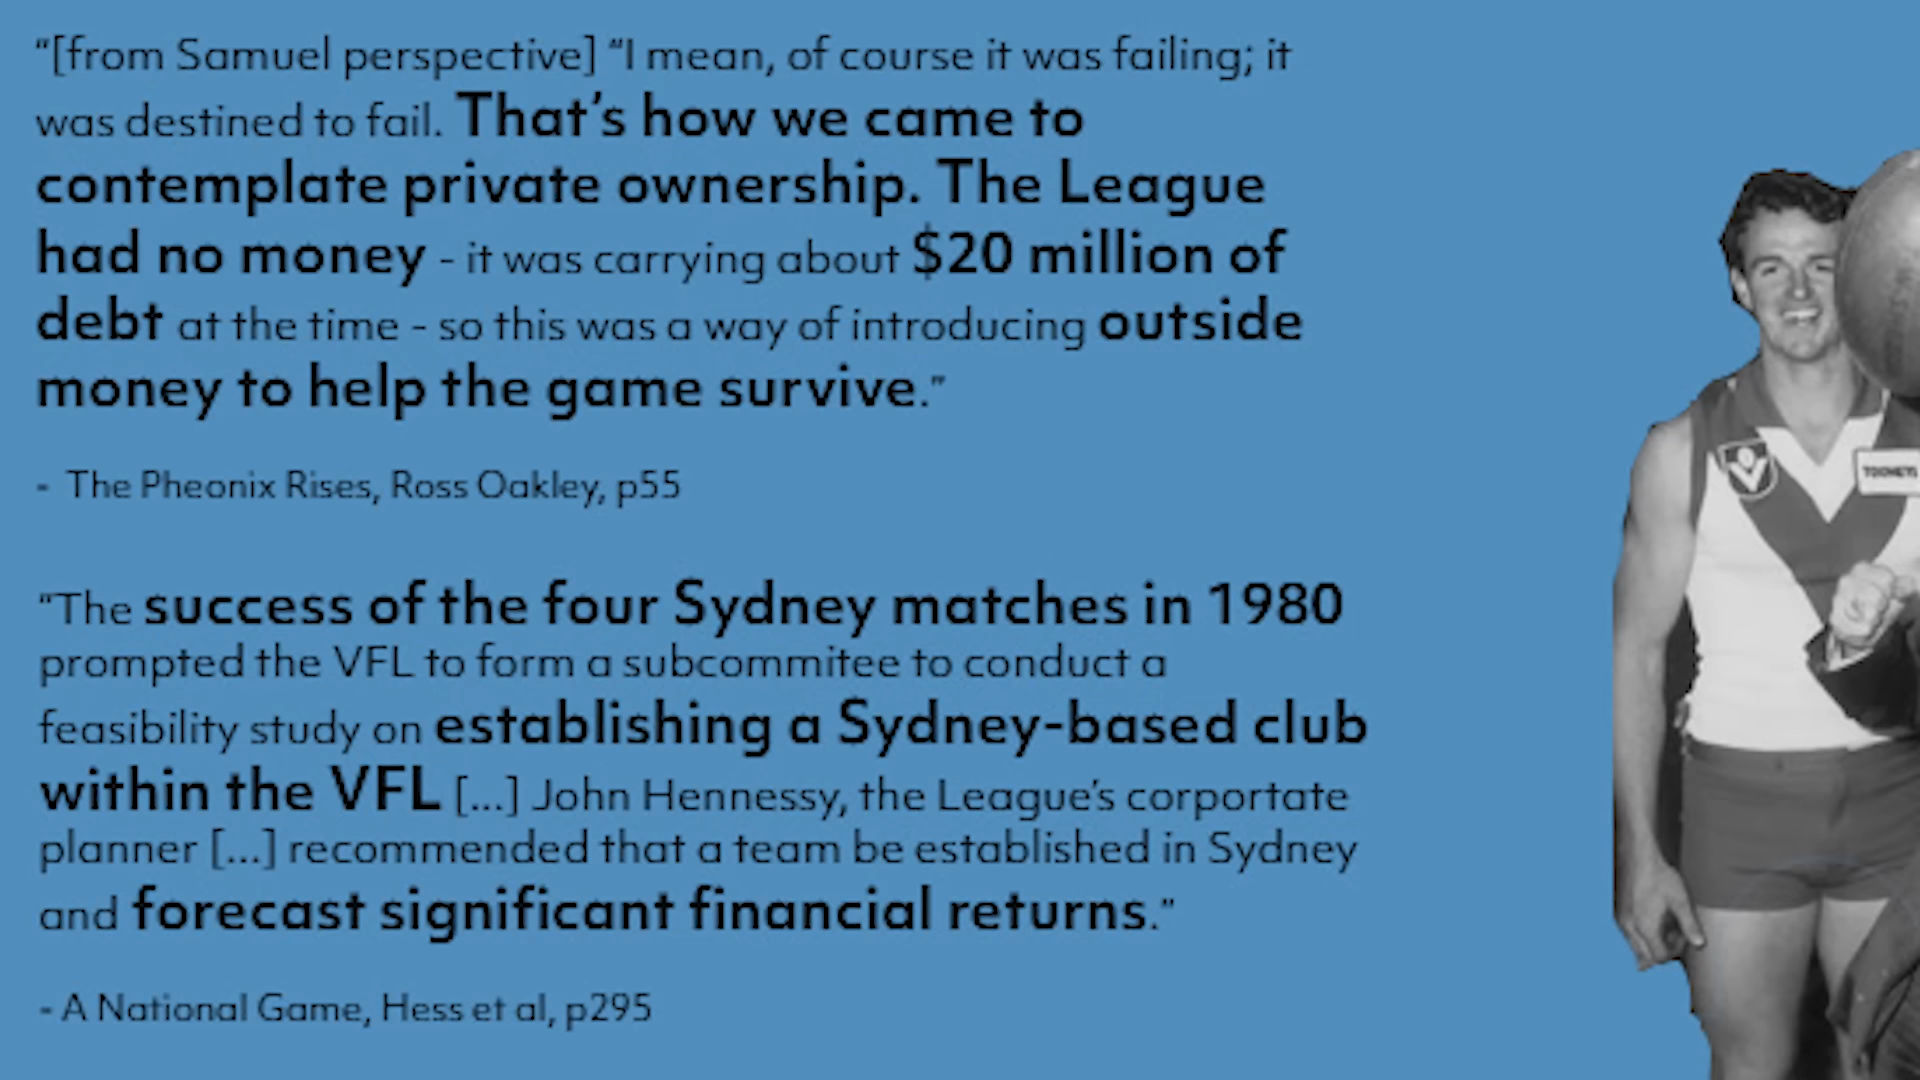 “[from Samuel perspective] “I mean, of course it was failing; it
was destined to fail. That’s how we came to
contemplate private ownership. The League
had no money - it was carrying about $20 million of
debt at the time - so this was a way of introducing outside
money to help the game survive.”
- The Pheonix Rises, Ross Oakley, p55
“The success of the four Sydney matches in 1980
prompted the VFL to form a subcommitee to conduct a
feasibility study on establishing a Sydney-based club
within the VFL [...] John Hennessy, the League’s corportate
planner [...] recommended that a team be established in Sydney
and forecast significant financial returns.”
- A National Game, Hess et al, p295
TOOHEYS